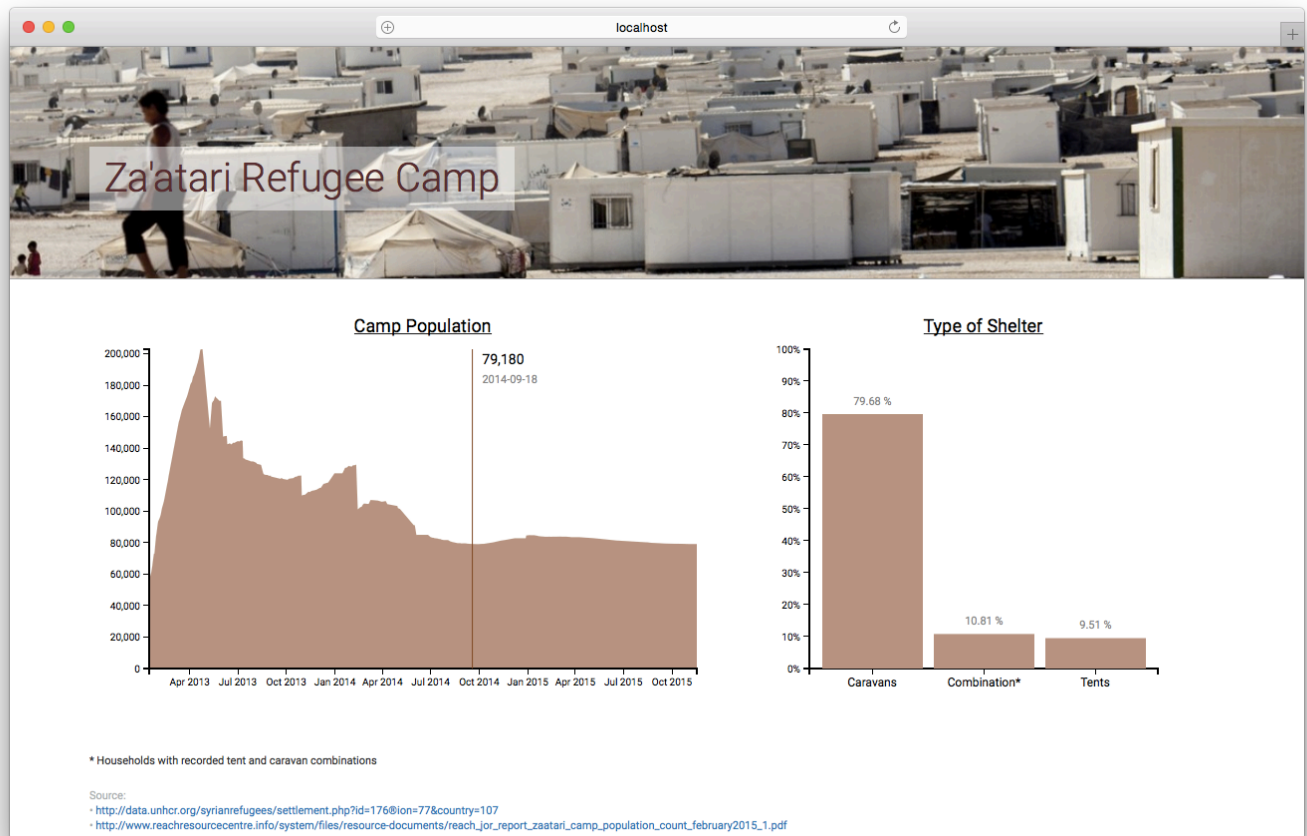 localhost
Za'atari Refugee Camp
Camp Population
200,000
180,000
160,000
140,000
120,000
100,000
80,000
60,000
40,000
20,000
0
79,180
2014-09-18
Apr 2013 Jul 2013 Oct 2013 Jan 2014 Apr 2014 Jul 2014 Oct 2014 Jan 2015 Apr 2015 Jul 2015 Oct 2015
Type of Shelter
100%
90%
80%
70%
60%
50%
40%
30%
20%
10%
0%
79.68 %
10.81 %
9.51 %
Caravans Combination* Tents
* Households with recorded tent and caravan combinations
Source:
- http://data.unhcr.org/syrianrefugees/settlement.php?id=176®ion=77&country=107
- http://www.reachresourcecentre.info/system/files/resource-documents/reach_jor_report_zaatari_camp_population_count_february2015_1.pdf